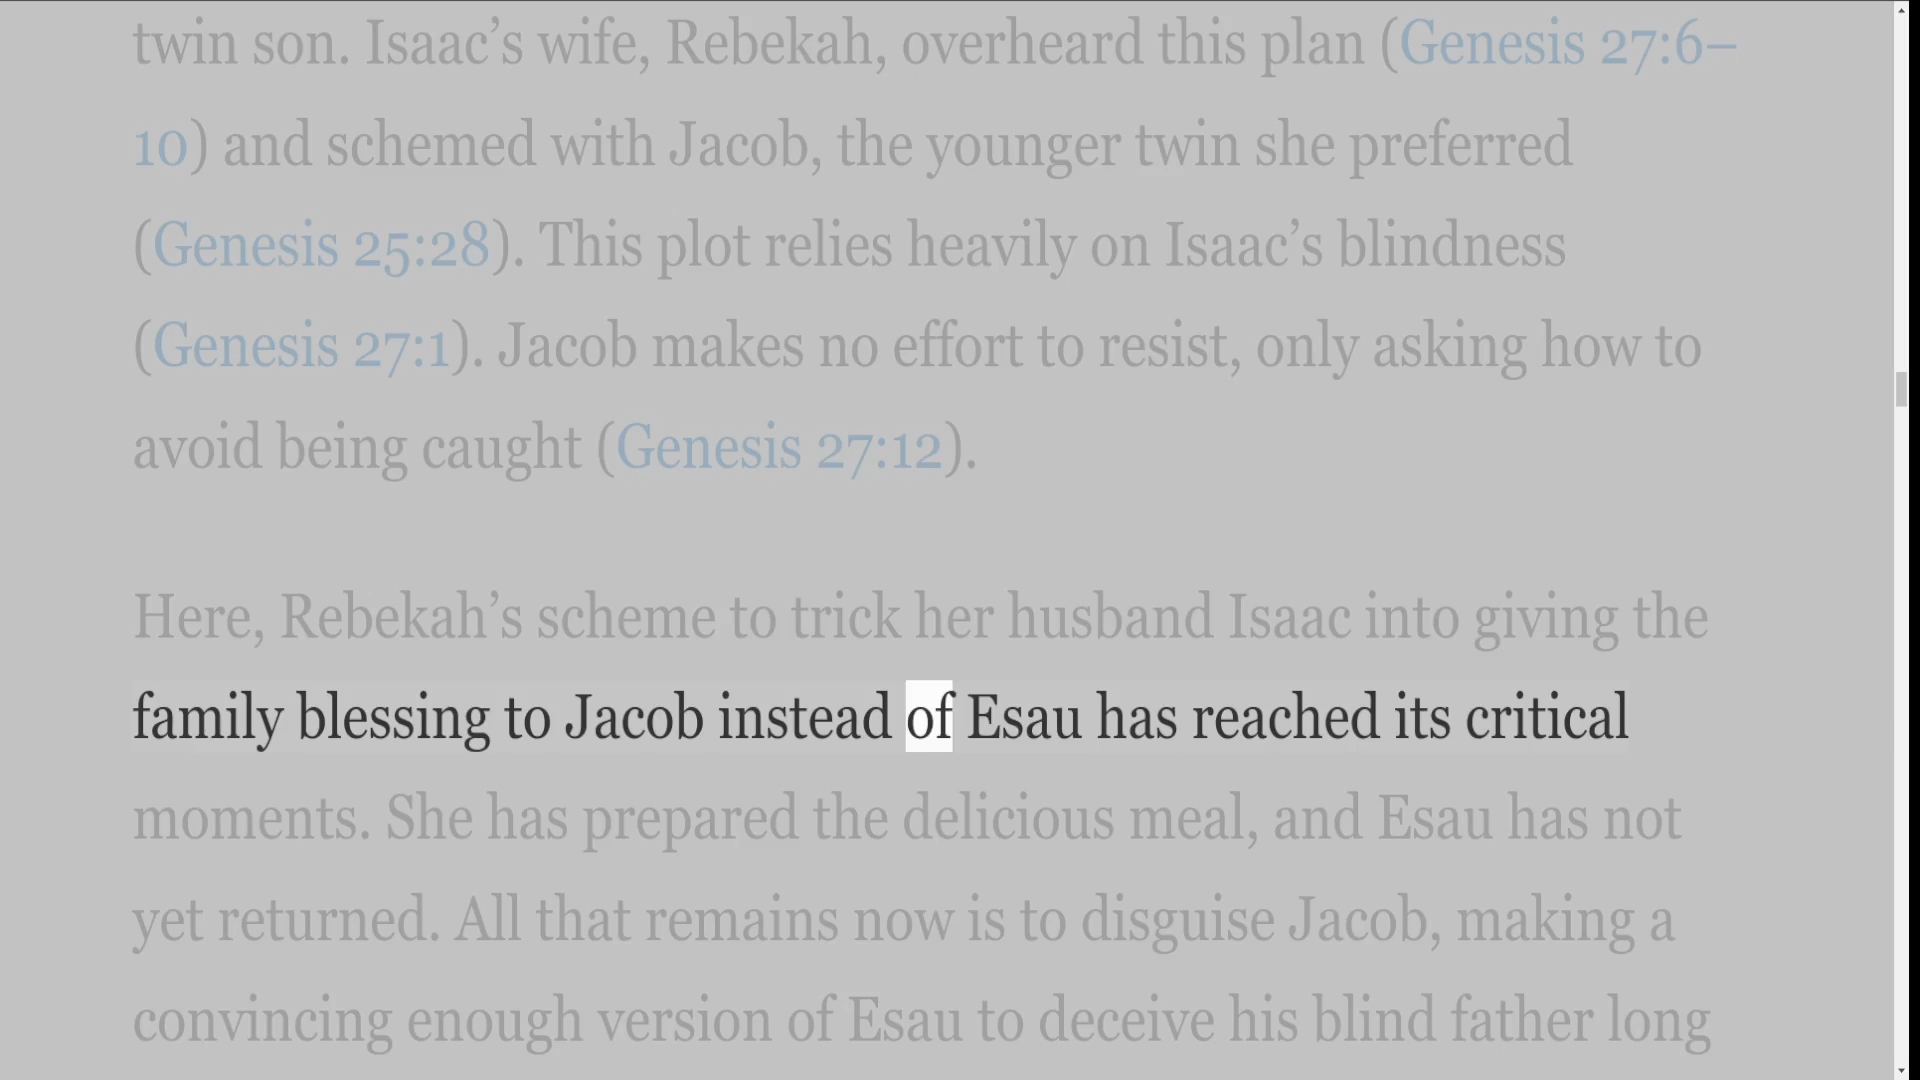 twin son. Isaac’s wife, Rebekah, overheard this plan (Genesis 27:6–
10) and schemed with Jacob, the younger twin she preferred
(Genesis 25:28). This plot relies heavily on Isaac’s blindness
(Genesis 27:1). Jacob makes no effort to resist, only asking how to
avoid being caught (Genesis 27:12).
Here, Rebekah’s scheme to trick her husband Isaac into giving the
family blessing to Jacob instead of Esau has reached its critical
moments. She has prepared the delicious meal, and Esau has not
yet returned. All that remains now is to disguise Jacob, making a
convincing enough version of Esau to deceive his blind father long